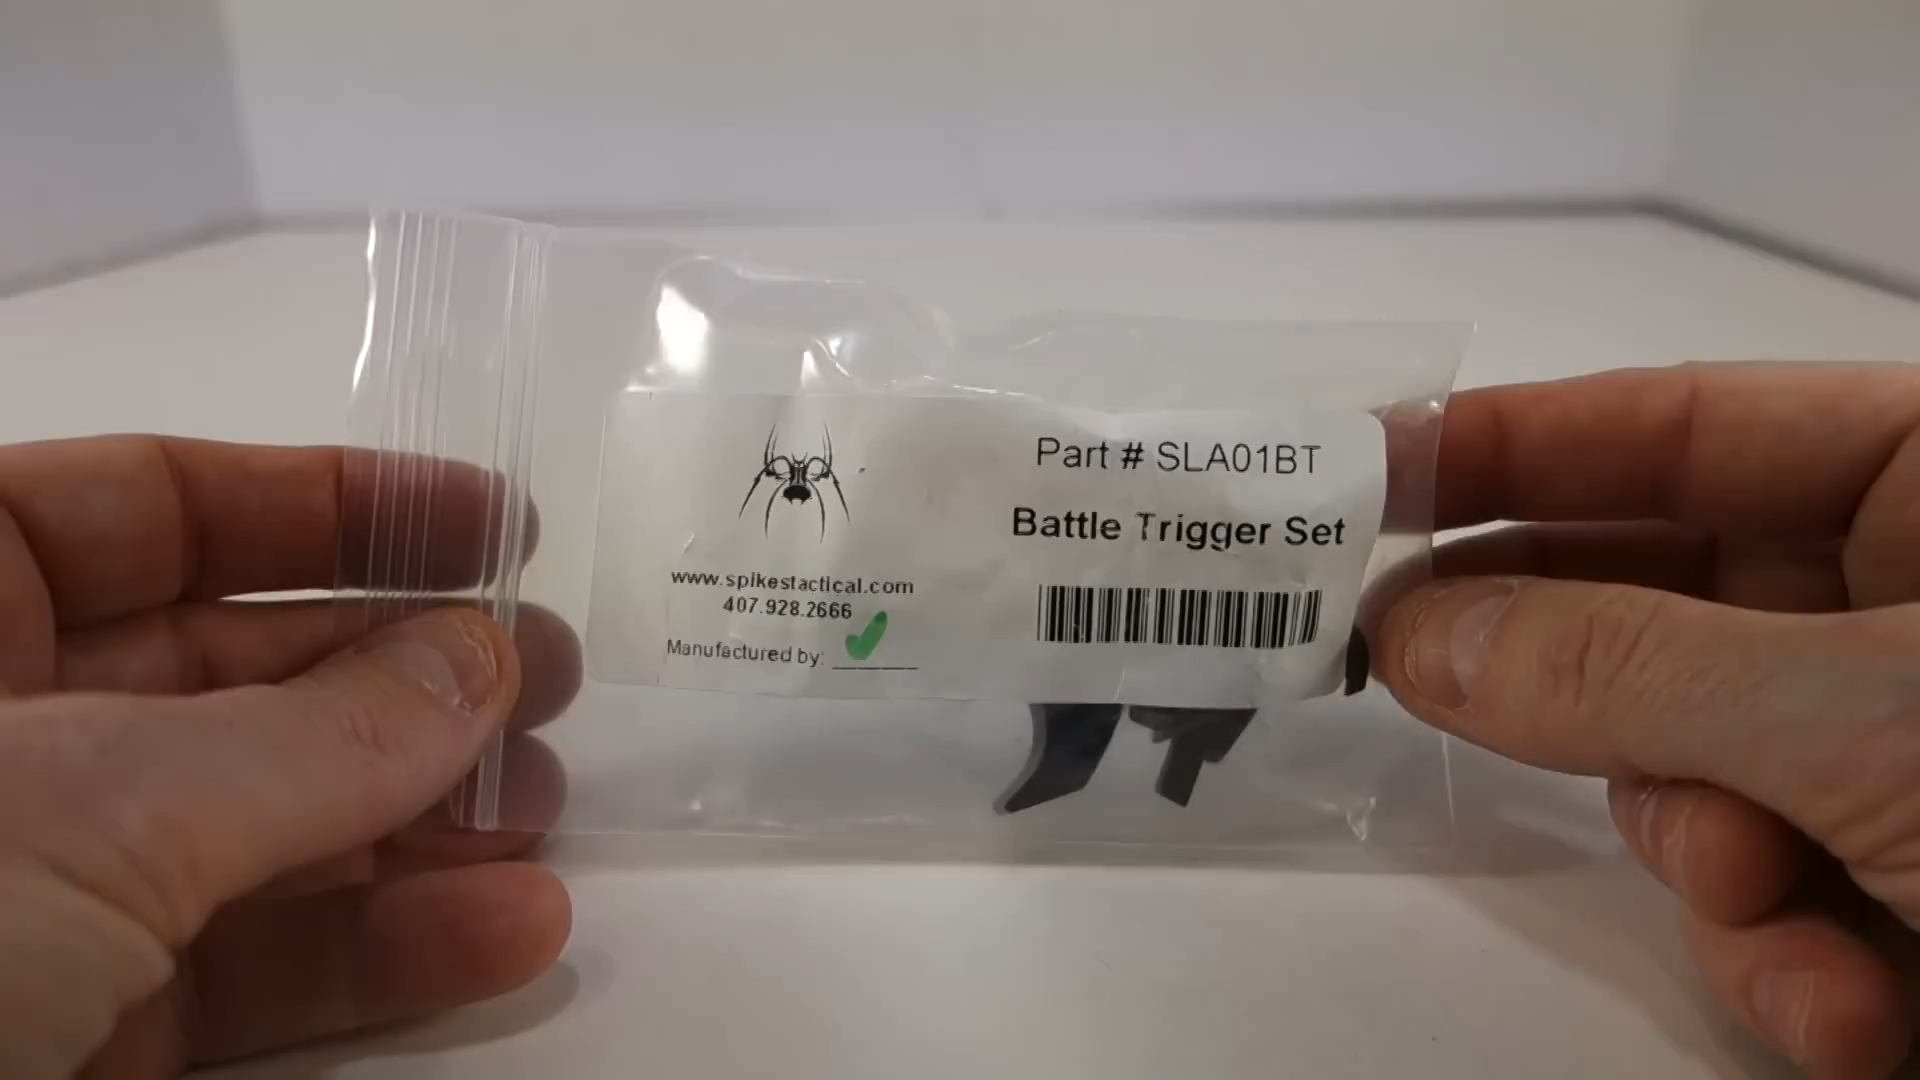 www.spikestactical.com
407.928.2666
Manufactured by:
Part # SLA01BT
Battle Trigger Set